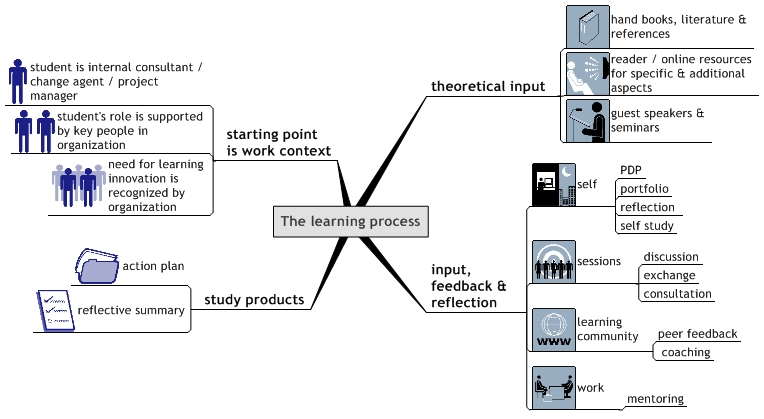 The learning process
starting point
is work context
student is internal consultant /
change agent / project
manager
student's role is supported
by key people in
organization
need for learning
innovation is
recognized by
organization
study products
action plan
reflective summary
theoretical input
hand books, literature &
references
reader / online resources
for specific & additional
aspects
guest speakers &
seminars
input,
feedback &
reflection
self
PDP
portfolio
reflection
self study
sessions
discussion
exchange
consultation
www
learning
community
peer feedback
coaching
work
mentoring